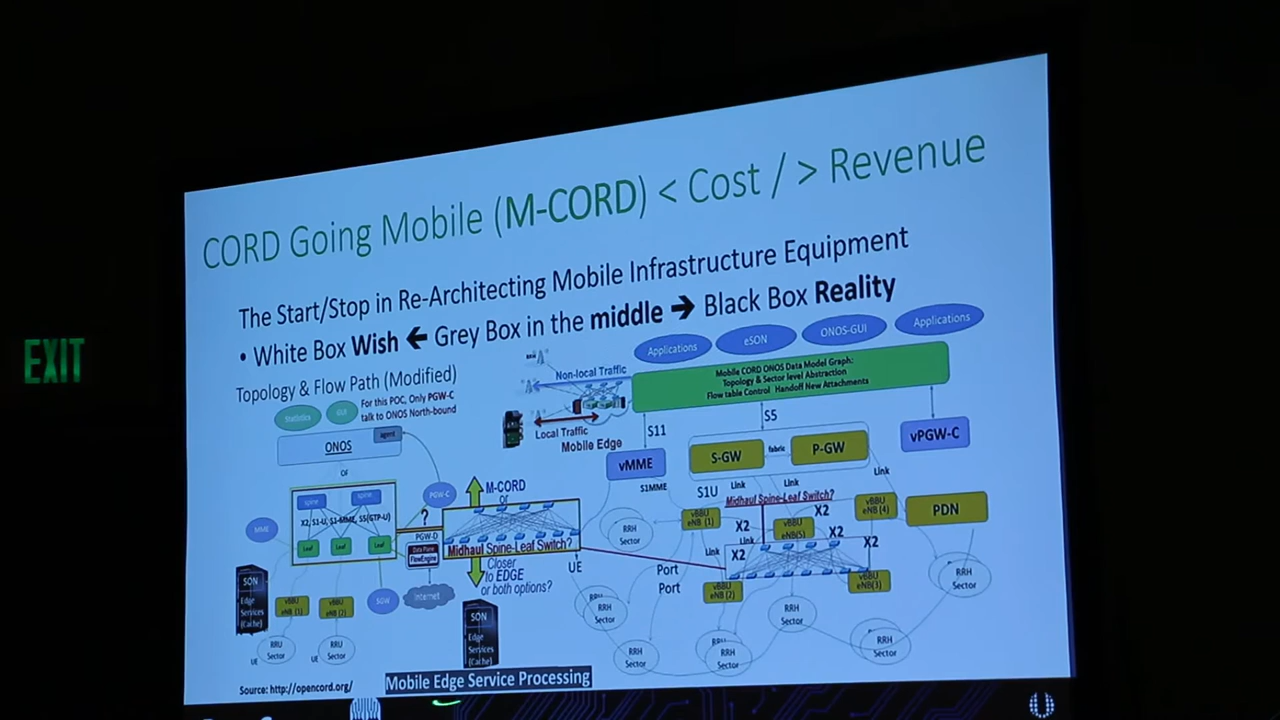 EXIT
CORD Going Mobile (M-CORD) < Cost / > Revenue
The Start/Stop in Re-Architecting Mobile Infrastructure Equipment
• White Box Wish ← Grey Box in the middle → Black Box Reality
Topology & Flow Path (Modified)
Statistics
GUI
For this POC, Only PGW-C
talk to ONOS North-bound
ONOS
agent
OF
spine
spine
X2, S1-U, S1-MME, S5(GTP-U)
Leaf
Leaf
Leaf
MME
PGW-C
?
PGW-D
Data Plane
FlowEngine
Internet
SGW
SON
Edge
Services
(Cache)
vBBU
eNB (1)
vBBU
eNB (2)
RRU
Sector
RRU
Sector
UE
UE
Source: http://opencord.org/
M-CORD
or
Midhaul Spine-Leaf Switch?
Closer
to EDGE
or both options?
SON
Edge
Services
(Cache)
Mobile Edge Service Processing
Non-local Traffic
Local Traffic
Mobile Edge
Applications
eSON
ONOS-GUI
Applications
Mobile CORD ONOS Data Model Graph:
Topology & Sector level Abstraction
Flow table Control Handoff New Attachments
S11
S5
vMME
S-GW
fabric
P-GW
vPGW-C
S1MME
S1U
Link
Link
Link
Midhaul Spine-Leaf Switch?
vBBU
eNB (1)
X2
Link
vBBU
eNB(5)
X2
X2
vBBU
eNB (4)
X2
PDN
Link
X2
vBBU
eNB (2)
vBBU
eNB(3)
UE
Port
Port
RRH
Sector
RRH
RRH
Sector
RRH
Sector
RRH
Sector
RRH
Sector
RRH
Sector
RRH
Sector